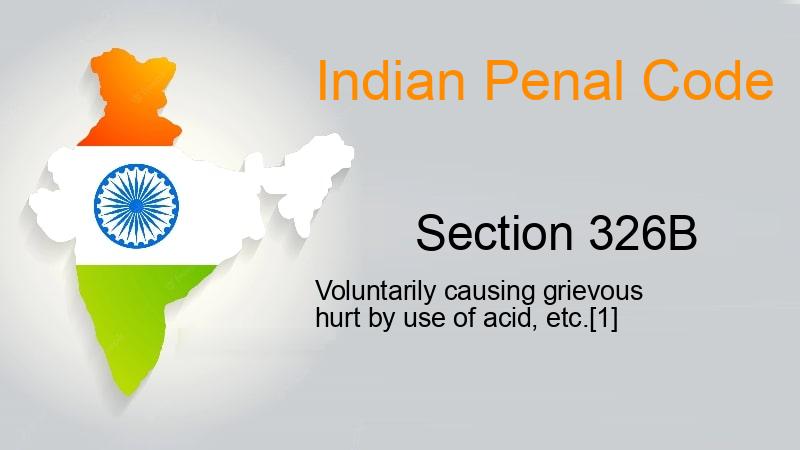 Indian Penal Code
Section 326B
Voluntarily causing grievous
hurt by use of acid, etc.[1]